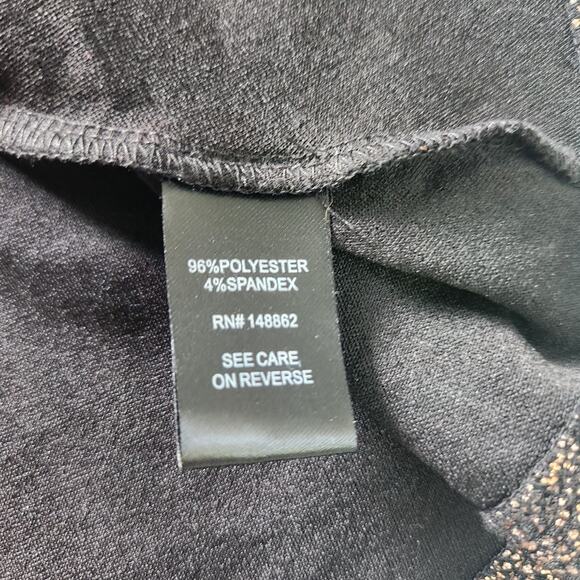 96%POLYESTER
4%SPANDEX
RN# 148862
SEE CARE
ON REVERSE